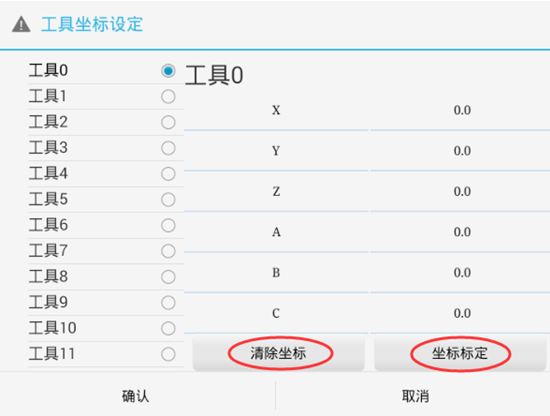 工具坐标设定
工具0
工具1
工具2
工具3
工具4
工具5
工具6
工具7
工具8
工具9
工具10
工具11
工具0
X 0.0
Y 0.0
Z 0.0
A 0.0
B 0.0
C 0.0
清除坐标 坐标标定
确认 取消